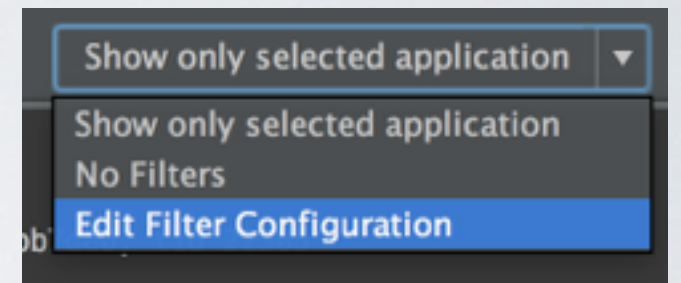 Show only selected application
Show only selected application
No Filters
Edit Filter Configuration